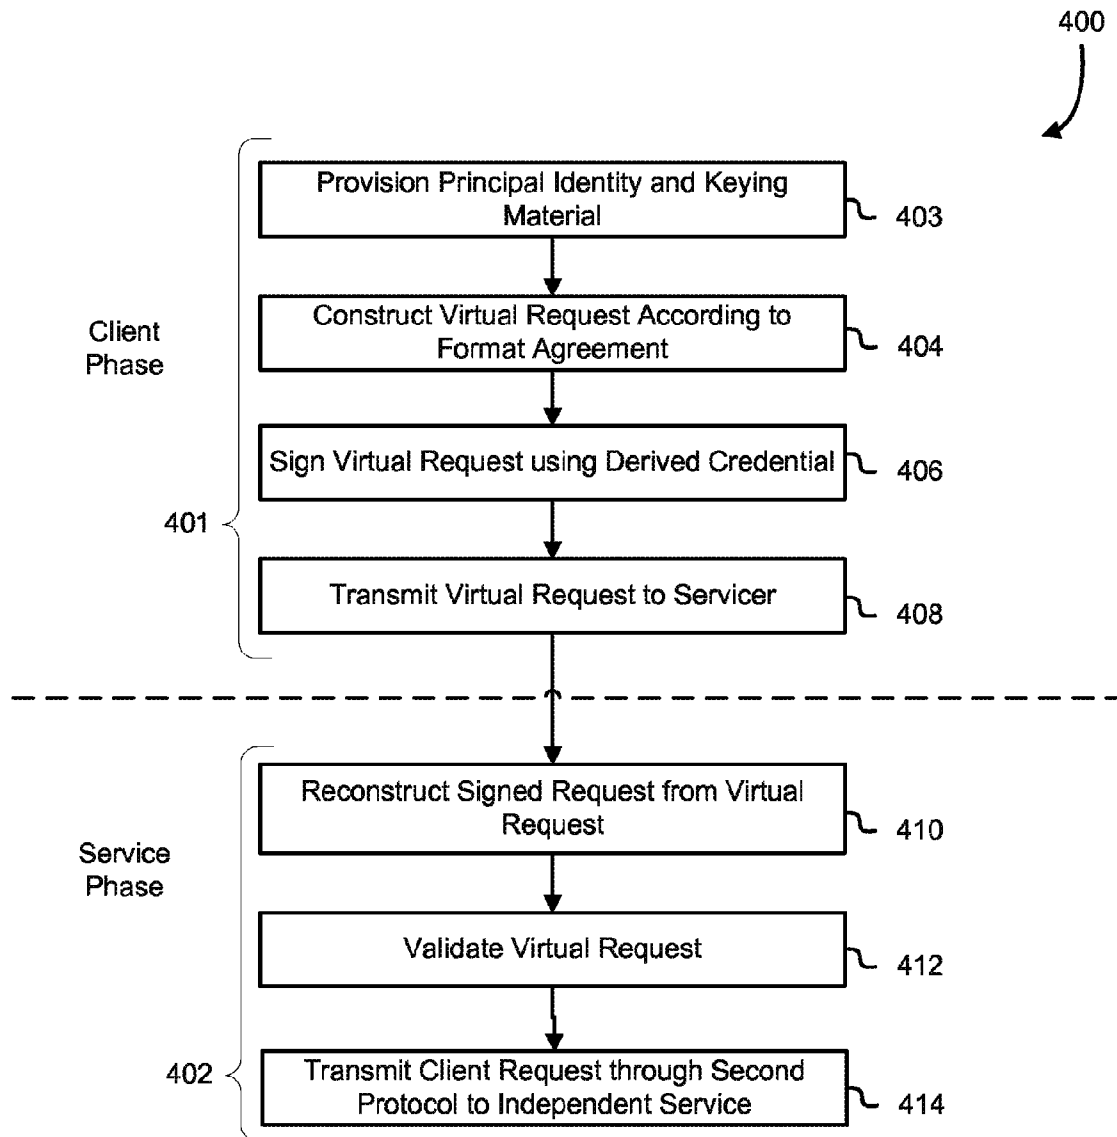 400
Provision Principal Identity and Keying
Material
403
Construct Virtual Request According to
Format Agreement
404
Client
Phase
Sign Virtual Request using Derived Credential
406
401
Transmit Virtual Request to Servicer
408
Reconstruct Signed Request from Virtual
Request
410
Service
Phase
Validate Virtual Request
412
402
Transmit Client Request through Second
Protocol to Independent Service
414